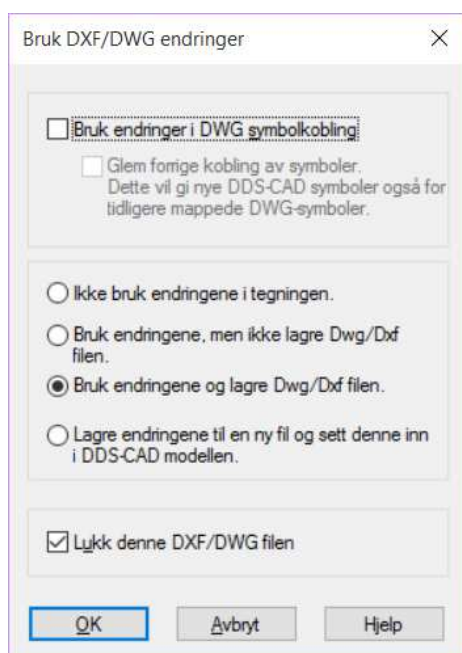 Bruk DXF/DWG endringer
Bruk endringer i DWG symbolkobling
Glem forrige kobling av symboler.
Dette vil gi nye DDS-CAD symboler også for
tidligere mappede DWG-symboler.
Ikke bruk endringene i tegningen.
Bruk endringene, men ikke lagre Dwg/Dxf
filen.
Bruk endringene og lagre Dwg/Dxf filen.
Lagre endringene til en ny fil og sett denne inn
i DDS-CAD modellen.
Lukk denne DXF/DWG filen
OK
Avbryt
Hjelp